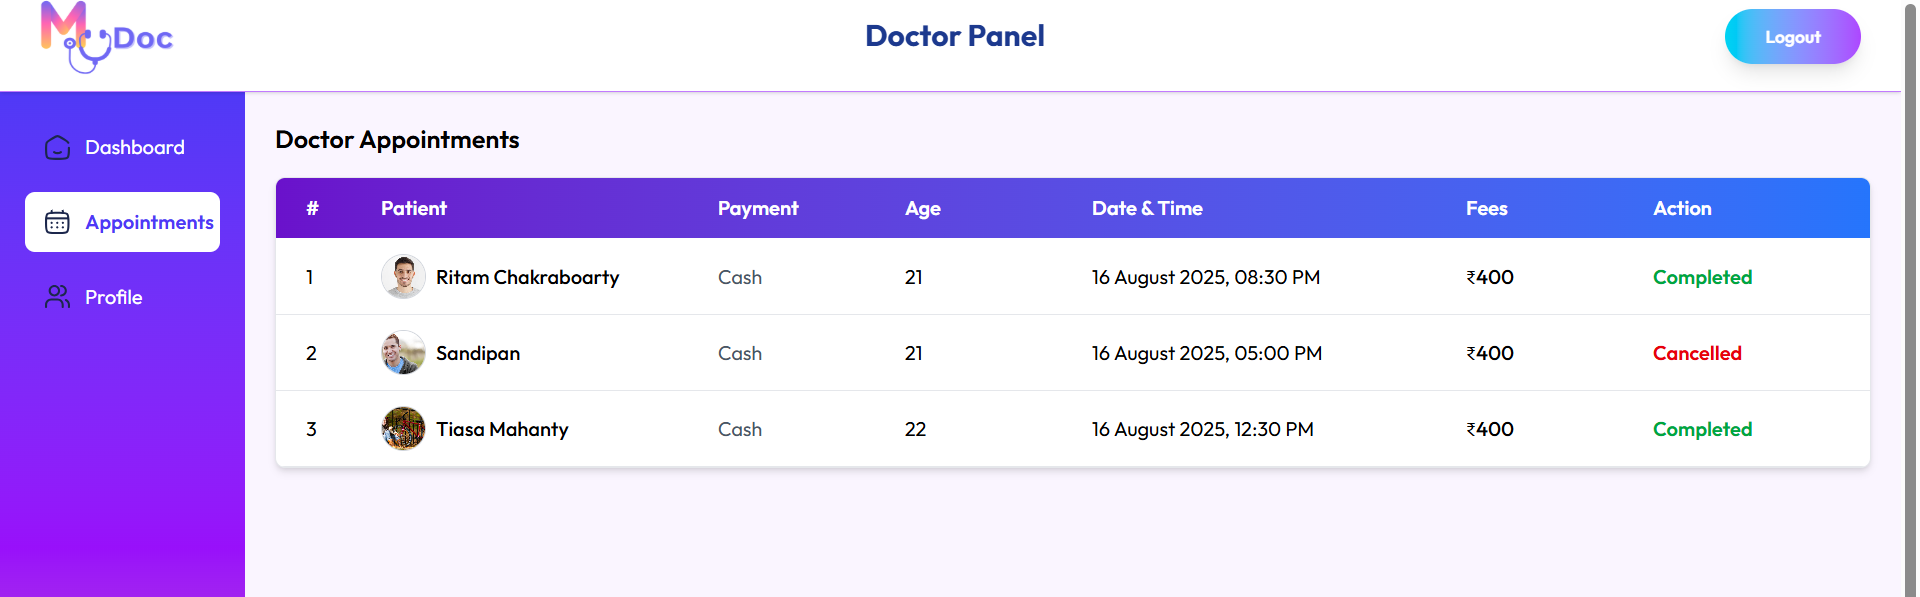 MyDoc
Doctor Panel
Logout
Dashboard
Appointments
Profile
Doctor Appointments
# Patient Payment Age Date & Time Fees Action
1 Ritam Chakraboarty Cash 21 16 August 2025, 08:30 PM ₹400 Completed
2 Sandipan Cash 21 16 August 2025, 05:00 PM ₹400 Cancelled
3 Tiasa Mahanty Cash 22 16 August 2025, 12:30 PM ₹400 Completed